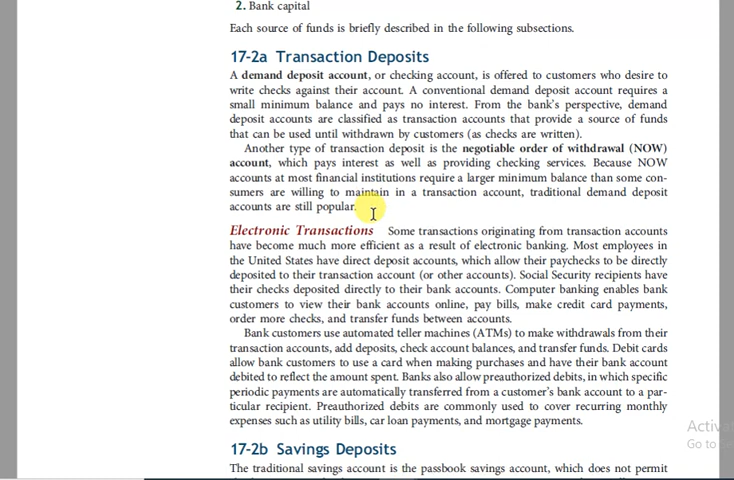 2. Bank capital
Each source of funds is briefly described in the following subsections.
17-2a Transaction Deposits
A demand deposit account, or checking account, is offered to customers who desire to
write checks against their account. A conventional demand deposit account requires a
small minimum balance and pays no interest. From the bank's perspective, demand
deposit accounts are classified as transaction accounts that provide a source of funds
that can be used until withdrawn by customers (as checks are written).
Another type of transaction deposit is the negotiable order of withdrawal (NOW)
account, which pays interest as well as providing checking services. Because NOW
accounts at most financial institutions require a larger minimum balance than some con-
sumers are willing to maintain in a transaction account, traditional demand deposit
accounts are still popular.
Electronic Transactions Some transactions originating from transaction accounts
have become much more efficient as a result of electronic banking. Most employees in
the United States have direct deposit accounts, which allow their paychecks to be directly
deposited to their transaction account (or other accounts). Social Security recipients have
their checks deposited directly to their bank accounts. Computer banking enables bank
customers to view their bank accounts online, pay bills, make credit card payments,
order more checks, and transfer funds between accounts.
Bank customers use automated teller machines (ATMs) to make withdrawals from their
transaction accounts, add deposits, check account balances, and transfer funds. Debit cards
allow bank customers to use a card when making purchases and have their bank account
debited to reflect the amount spent. Banks also allow preauthorized debits, in which specific
periodic payments are automatically transferred from a customer's bank account to a par-
ticular recipient. Preauthorized debits are commonly used to cover recurring monthly
expenses such as utility bills, car loan payments, and mortgage payments.
Activ
Go to
17-2b Savings Deposits
The traditional savings account is the passbook savings account, which does not permit